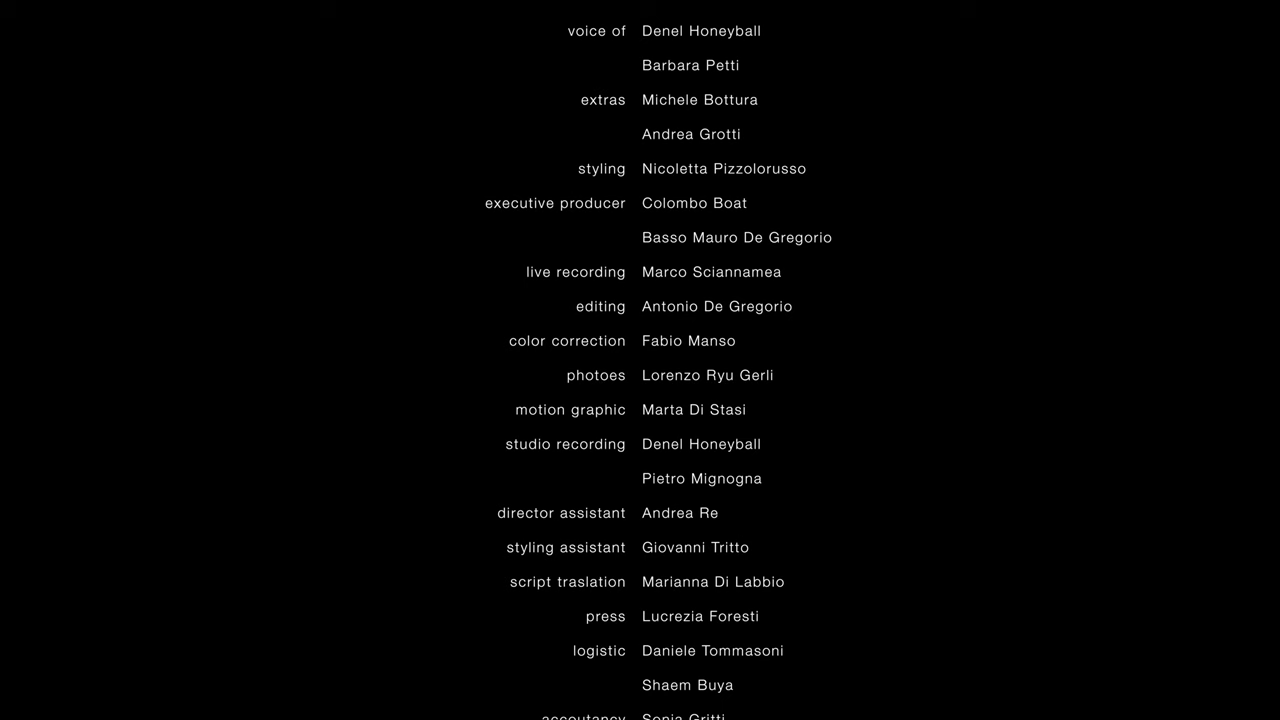 voice of Denel Honeyball
Barbara Petti
extras Michele Bottura
Andrea Grotti
styling Nicoletta Pizzolorusso
executive producer Colombo Boat
Basso Mauro De Gregorio
live recording Marco Sciannamea
editing Antonio De Gregorio
color correction Fabio Manso
photoes Lorenzo Ryu Gerli
motion graphic Marta Di Stasi
studio recording Denel Honeyball
Pietro Mignogna
director assistant Andrea Re
styling assistant Giovanni Tritto
script traslation Marianna Di Labbio
press Lucrezia Foresti
logistic Daniele Tommasoni
Shaem Buya
accoutancy Sonia Gritti